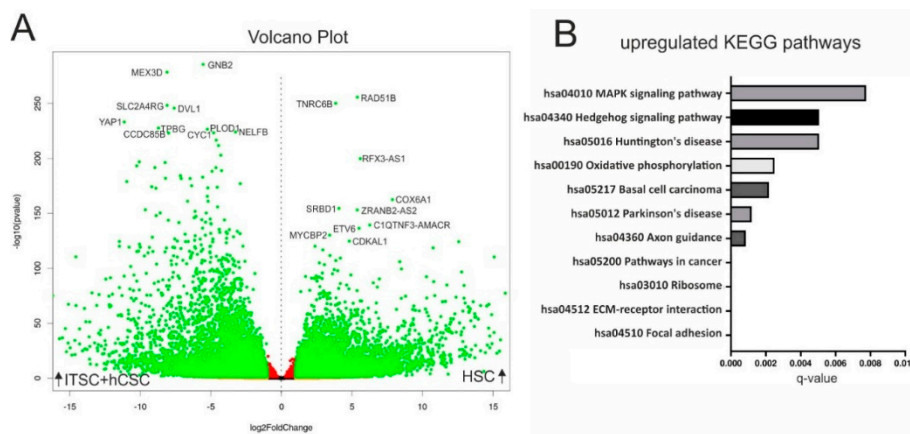 A
Volcano Plot
MEX3D
GNB2
SLC2A4RG
DVL1
YAP1
TPBG
CCDC85B
CYC1
PLOD1
NELFB
TNRC6B
RAD51B
RFX3-AS1
COX6A1
SRBD1
ZRANB2-AS2
ETV6
C1QTNF3-AMACR
MYCBP2
CDKAL1
-log10(pvalue)
250
200
150
100
50
0
ITSC+hCSC
HSC
-15
-10
-5
0
5
10
15
log2FoldChange
B
upregulated KEGG pathways
hsa04010 MAPK signaling pathway
hsa04340 Hedgehog signaling pathway
hsa05016 Huntington's disease
hsa00190 Oxidative phosphorylation
hsa05217 Basal cell carcinoma
hsa05012 Parkinson's disease
hsa04360 Axon guidance
hsa05200 Pathways in cancer
hsa03010 Ribosome
hsa04512 ECM-receptor interaction
hsa04510 Focal adhesion
0.000
0.002
0.004
0.006
0.008
0.01
q-value